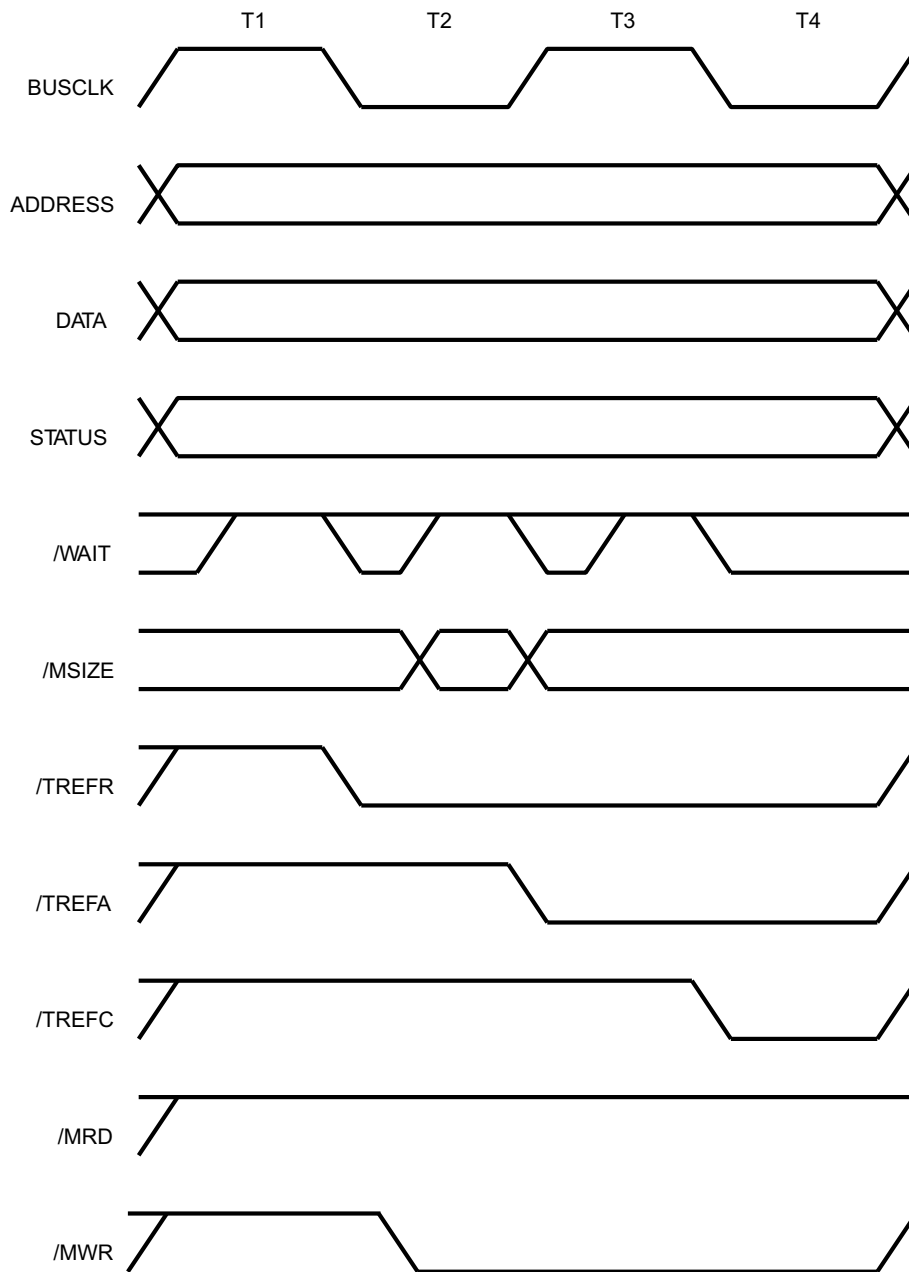 T1 T2 T3 T4
BUSCLK
ADDRESS
DATA
STATUS
/WAIT
/MSIZE
/TREFR
/TREFA
/TREFC
/MRD
/MWR